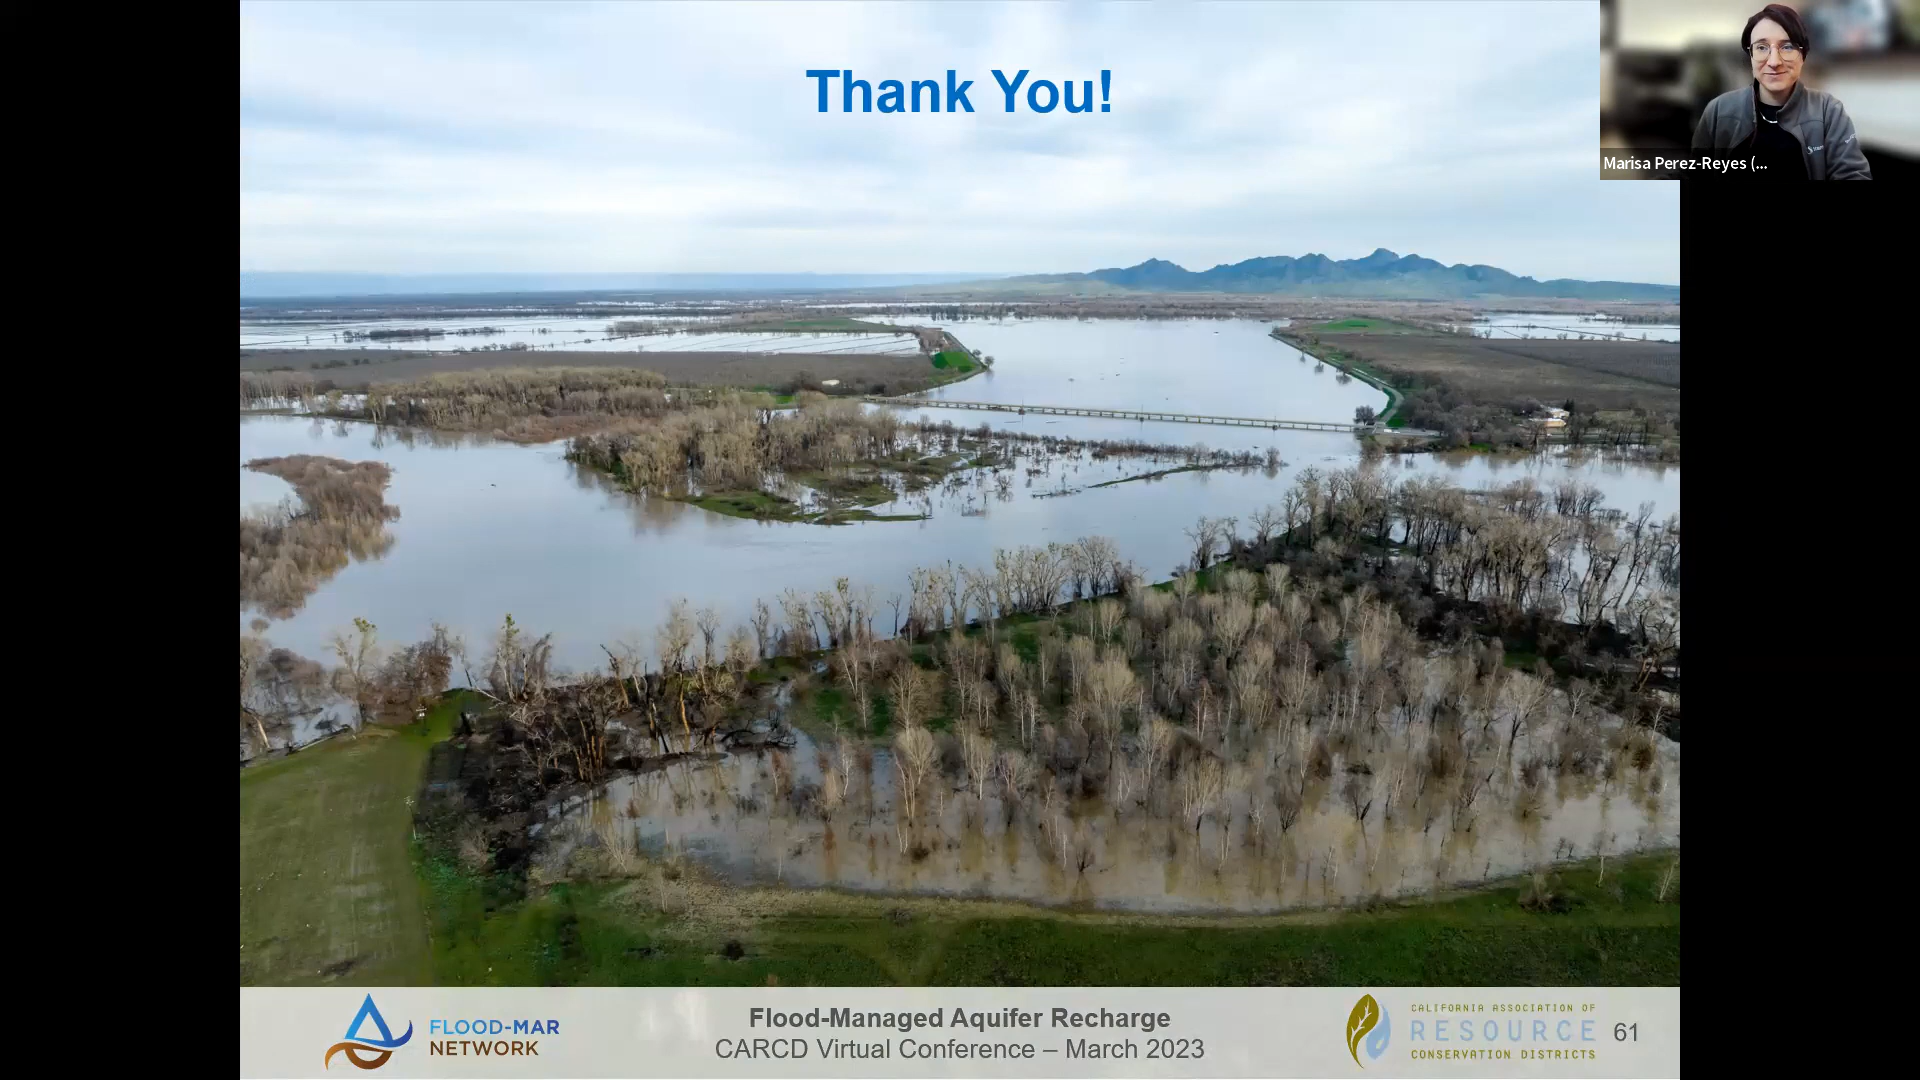 Thank You!
Marisa Perez-Reyes (...
FLOOD-MAR
NETWORK
Flood-Managed Aquifer Recharge
CARCD Virtual Conference – March 2023
CALIFORNIA ASSOCIATION OF
RESOURCE
CONSERVATION DISTRICTS
61